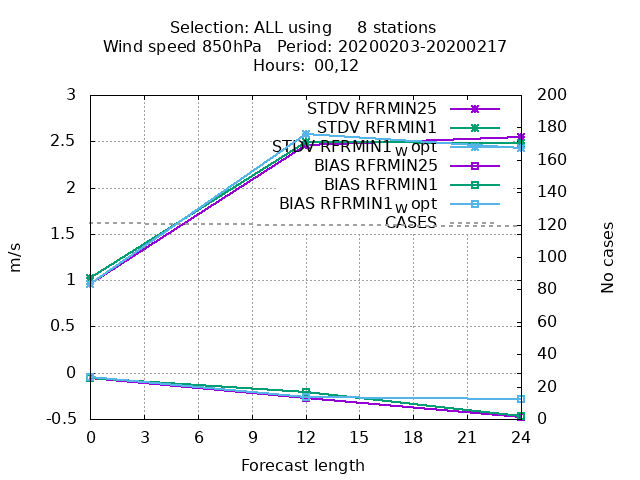 Selection: ALL using     8 stations
Wind speed 850hPa   Period: 20200203-20200217
Hours:  00,12
m/s
No cases
3
2.5
2
1.5
1
0.5
0
-0.5
200
180
160
140
120
100
80
60
40
20
0
STDV RFRMIN25
STDV RFRMIN1
STDV RFRMIN1_W opt
BIAS RFRMIN25
BIAS RFRMIN1
BIAS RFRMIN1_W opt
CASES
0 3 6 9 12 15 18 21 24
Forecast length